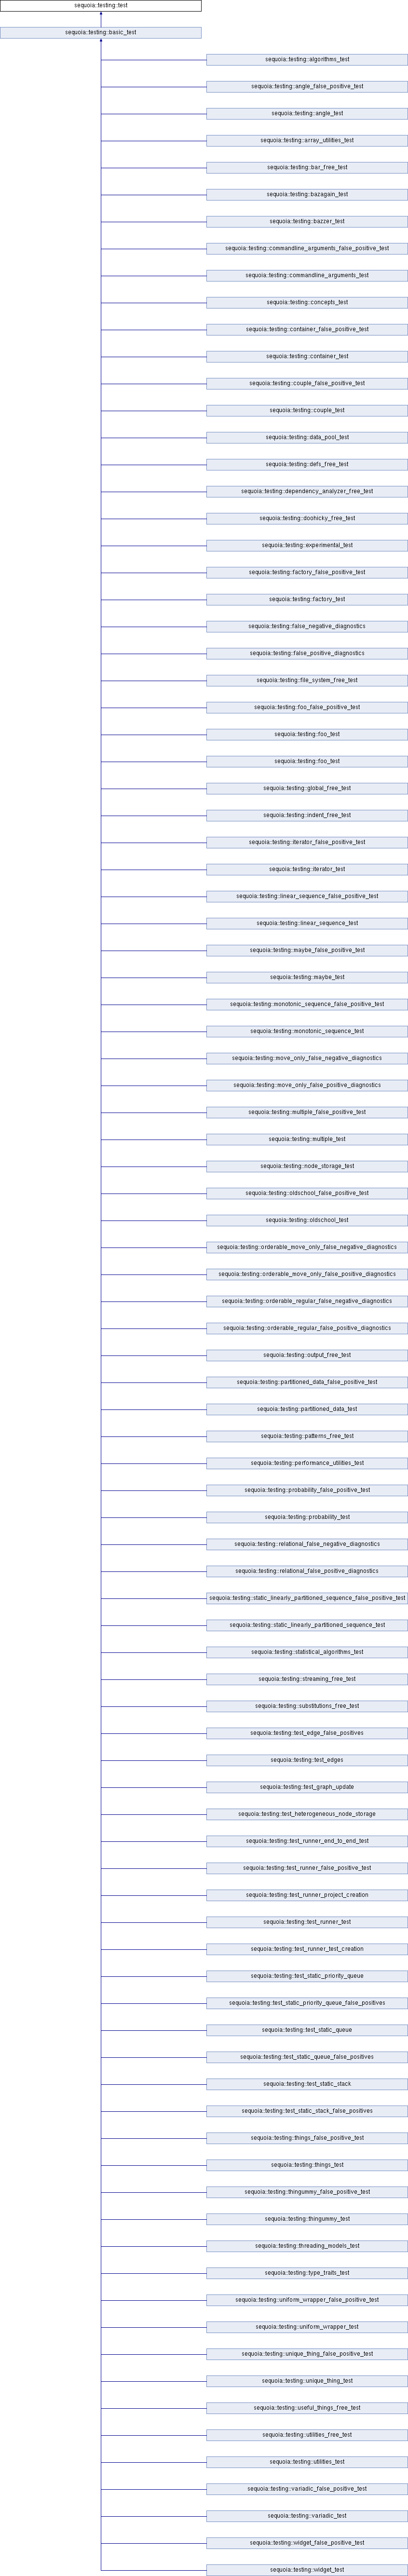 sequoia::testing::test
sequoia::testing::basic_test
sequoia::testing::algorithms_test
sequoia::testing::angle_false_positive_test
sequoia::testing::angle_test
sequoia::testing::array_utilities_test
sequoia::testing::bar_free_test
sequoia::testing::bazagain_test
sequoia::testing::bazzer_test
sequoia::testing::commandline_arguments_false_positive_test
sequoia::testing::commandline_arguments_test
sequoia::testing::concepts_test
sequoia::testing::container_false_positive_test
sequoia::testing::container_test
sequoia::testing::couple_false_positive_test
sequoia::testing::couple_test
sequoia::testing::data_pool_test
sequoia::testing::defs_free_test
sequoia::testing::dependency_analyzer_free_test
sequoia::testing::doohicky_free_test
sequoia::testing::experimental_test
sequoia::testing::factory_false_positive_test
sequoia::testing::factory_test
sequoia::testing::false_negative_diagnostics
sequoia::testing::false_positive_diagnostics
sequoia::testing::file_system_free_test
sequoia::testing::foo_false_positive_test
sequoia::testing::foo_test
sequoia::testing::foo_test
sequoia::testing::global_free_test
sequoia::testing::indent_free_test
sequoia::testing::iterator_false_positive_test
sequoia::testing::iterator_test
sequoia::testing::linear_sequence_false_positive_test
sequoia::testing::linear_sequence_test
sequoia::testing::maybe_false_positive_test
sequoia::testing::maybe_test
sequoia::testing::monotonic_sequence_false_positive_test
sequoia::testing::monotonic_sequence_test
sequoia::testing::move_only_false_negative_diagnostics
sequoia::testing::move_only_false_positive_diagnostics
sequoia::testing::multiple_false_positive_test
sequoia::testing::multiple_test
sequoia::testing::node_storage_test
sequoia::testing::oldschool_false_positive_test
sequoia::testing::oldschool_test
sequoia::testing::orderable_move_only_false_negative_diagnostics
sequoia::testing::orderable_move_only_false_positive_diagnostics
sequoia::testing::orderable_regular_false_negative_diagnostics
sequoia::testing::orderable_regular_false_positive_diagnostics
sequoia::testing::output_free_test
sequoia::testing::partitioned_data_false_positive_test
sequoia::testing::partitioned_data_test
sequoia::testing::patterns_free_test
sequoia::testing::performance_utilities_test
sequoia::testing::probability_false_positive_test
sequoia::testing::probability_test
sequoia::testing::relational_false_negative_diagnostics
sequoia::testing::relational_false_positive_diagnostics
sequoia::testing::static_linearly_partitioned_sequence_false_positive_test
sequoia::testing::static_linearly_partitioned_sequence_test
sequoia::testing::statistical_algorithms_test
sequoia::testing::streaming_free_test
sequoia::testing::substitutions_free_test
sequoia::testing::test_edge_false_positives
sequoia::testing::test_edges
sequoia::testing::test_graph_update
sequoia::testing::test_heterogeneous_node_storage
sequoia::testing::test_runner_end_to_end_test
sequoia::testing::test_runner_false_positive_test
sequoia::testing::test_runner_project_creation
sequoia::testing::test_runner_test
sequoia::testing::test_runner_test_creation
sequoia::testing::test_static_priority_queue
sequoia::testing::test_static_priority_queue_false_positives
sequoia::testing::test_static_queue
sequoia::testing::test_static_queue_false_positives
sequoia::testing::test_static_stack
sequoia::testing::test_static_stack_false_positives
sequoia::testing::things_false_positive_test
sequoia::testing::things_test
sequoia::testing::thingummy_false_positive_test
sequoia::testing::thingummy_test
sequoia::testing::threading_models_test
sequoia::testing::type_traits_test
sequoia::testing::uniform_wrapper_false_positive_test
sequoia::testing::uniform_wrapper_test
sequoia::testing::unique_thing_false_positive_test
sequoia::testing::unique_thing_test
sequoia::testing::useful_things_free_test
sequoia::testing::utilities_free_test
sequoia::testing::utilities_test
sequoia::testing::variadic_false_positive_test
sequoia::testing::variadic_test
sequoia::testing::widget_false_positive_test
sequoia::testing::widget_test